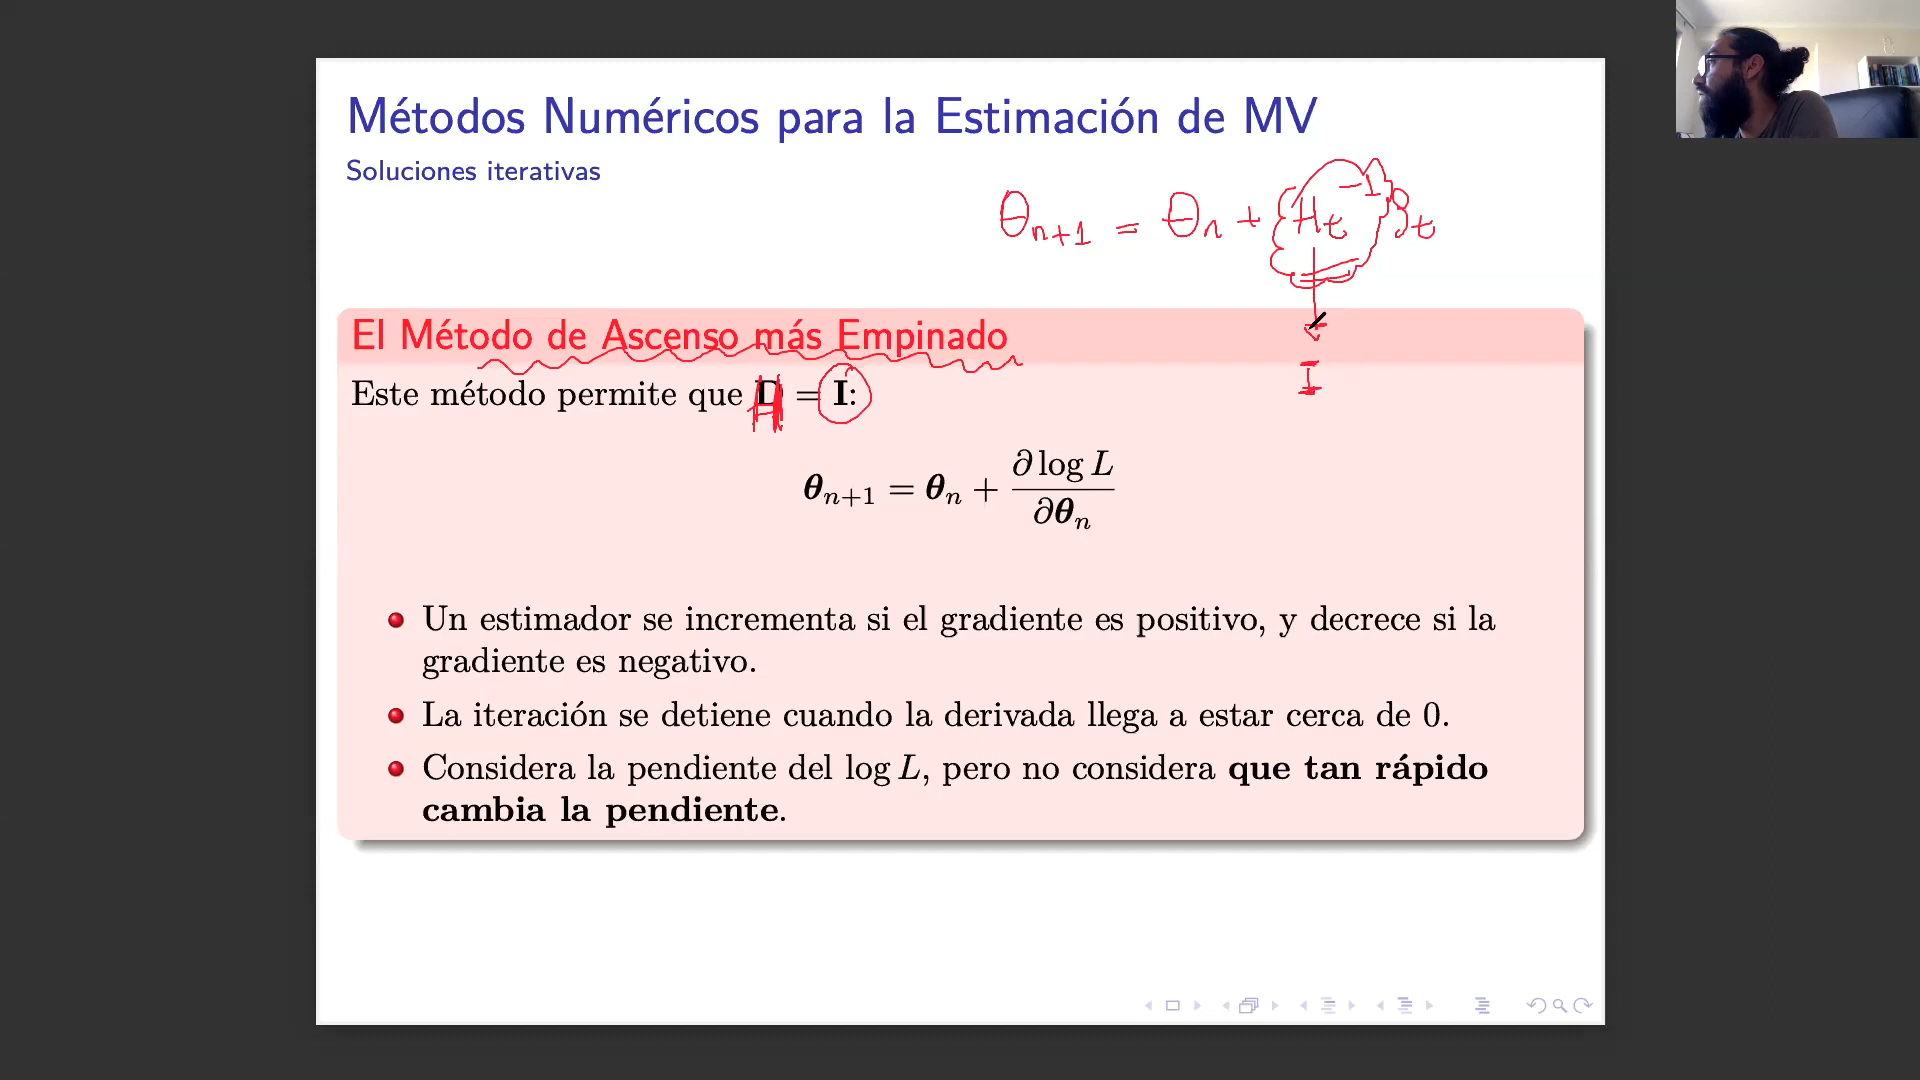 Métodos Numéricos para la Estimación de MV
Soluciones iterativas
θₙ₊₁ = θₙ + Hₜ⁻¹ gₜ
I
El Método de Ascenso más Empinado
Este método permite que H = I:
θₙ₊₁ = θₙ + ∂ log L / ∂θₙ
Un estimador se incrementa si el gradiente es positivo, y decrece si la
gradiente es negativo.
La iteración se detiene cuando la derivada llega a estar cerca de 0.
Considera la pendiente del log L, pero no considera que tan rápido
cambia la pendiente.